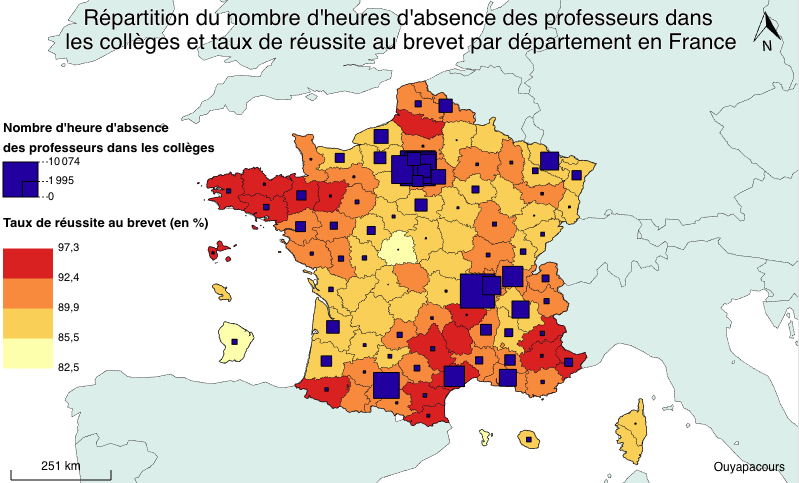 Répartition du nombre d'heures d'absence des professeurs dans
les collèges et taux de réussite au brevet par département en France
N
Nombre d'heure d'absence
des professeurs dans les collèges
10 074
1 995
0
Taux de réussite au brevet (en %)
97,3
92,4
89,9
85,5
82,5
251 km
Ouyapacours